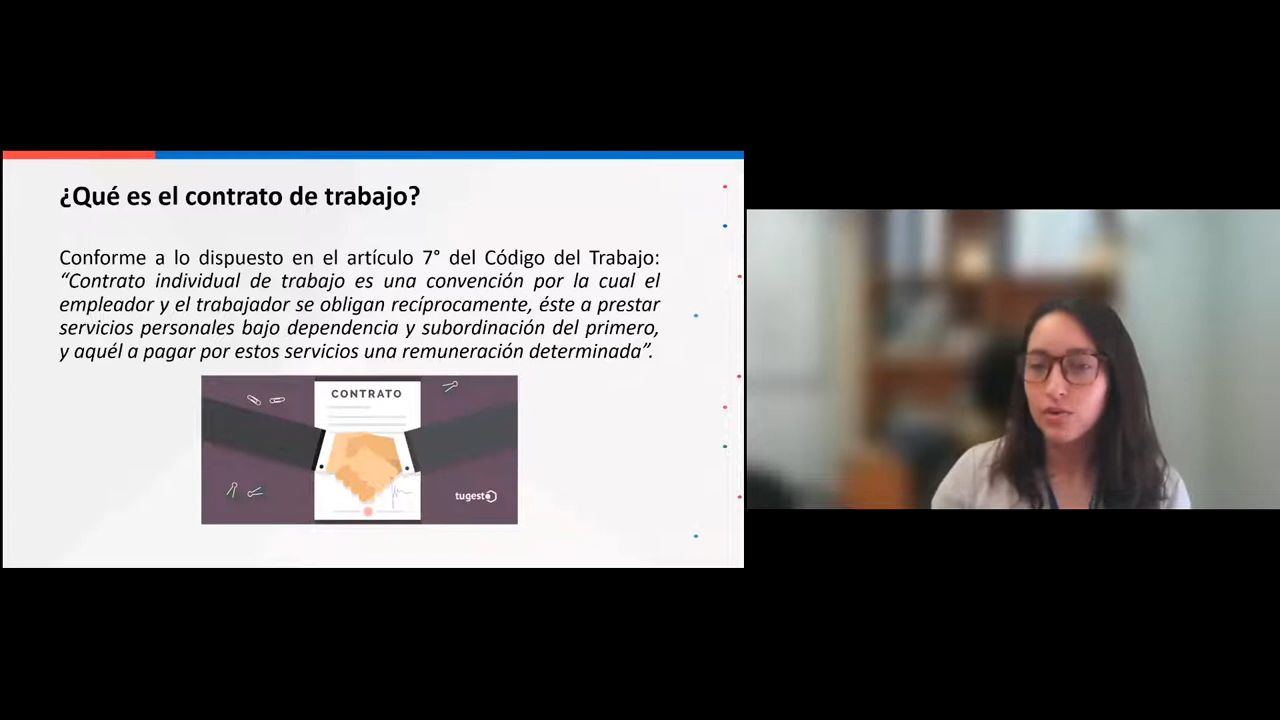 ¿Qué es el contrato de trabajo?
Conforme a lo dispuesto en el artículo 7° del Código del Trabajo:
“Contrato individual de trabajo es una convención por la cual el
empleador y el trabajador se obligan recíprocamente, éste a prestar
servicios personales bajo dependencia y subordinación del primero,
y aquél a pagar por estos servicios una remuneración determinada”.
CONTRATO
tugesto